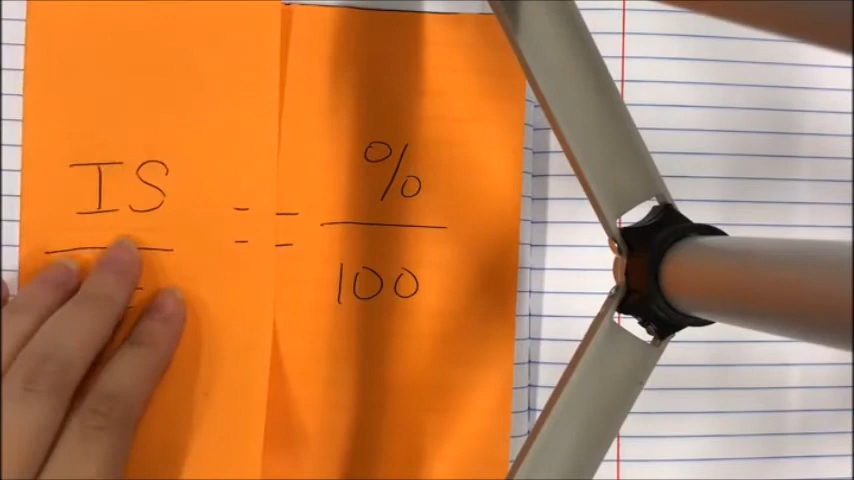 IS = = %
100